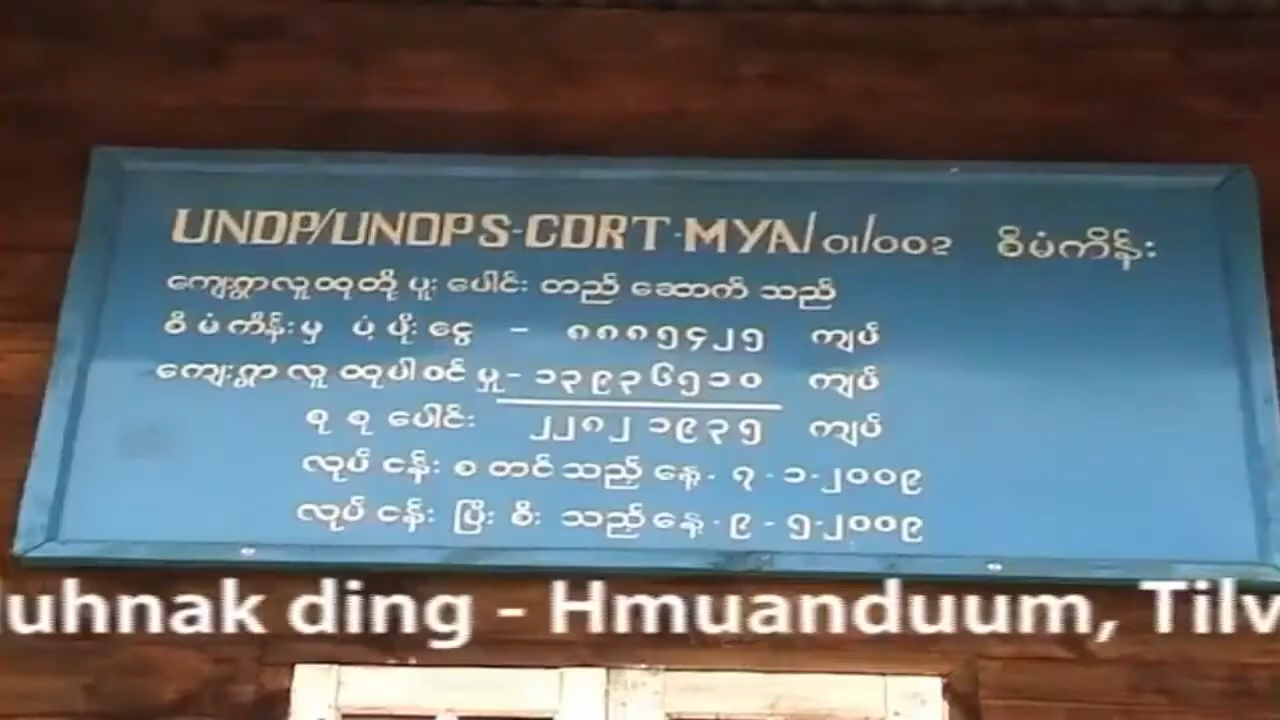 UNDP/UNOPS-CDRT-MYA/၀၁/၀၀၂ စီမံကိန်း
ကျေးရွာလူထုတို့ ပူး ပေါင်း တည် ဆောက် သည်
စီမံကိန်းမှ ပံ့ပိုးငွေ - ၈၈၈၅၄၂၅ ကျပ်
ကျေးရွာလူထုပါဝင်မှု - ၁၃၉၃၆၅၁၀ ကျပ်
စု စု ပေါင်း ၂၂၈၂၁၉၃၅ ကျပ်
လုပ်ငန်း စတင်သည့်နေ့ - ၇ - ၁ - ၂၀၀၉
လုပ်ငန်း ပြီးစီးသည့်နေ့ - ၉ - ၅ - ၂၀၀၉
uhnak ding - Hmuanduum, Tilv